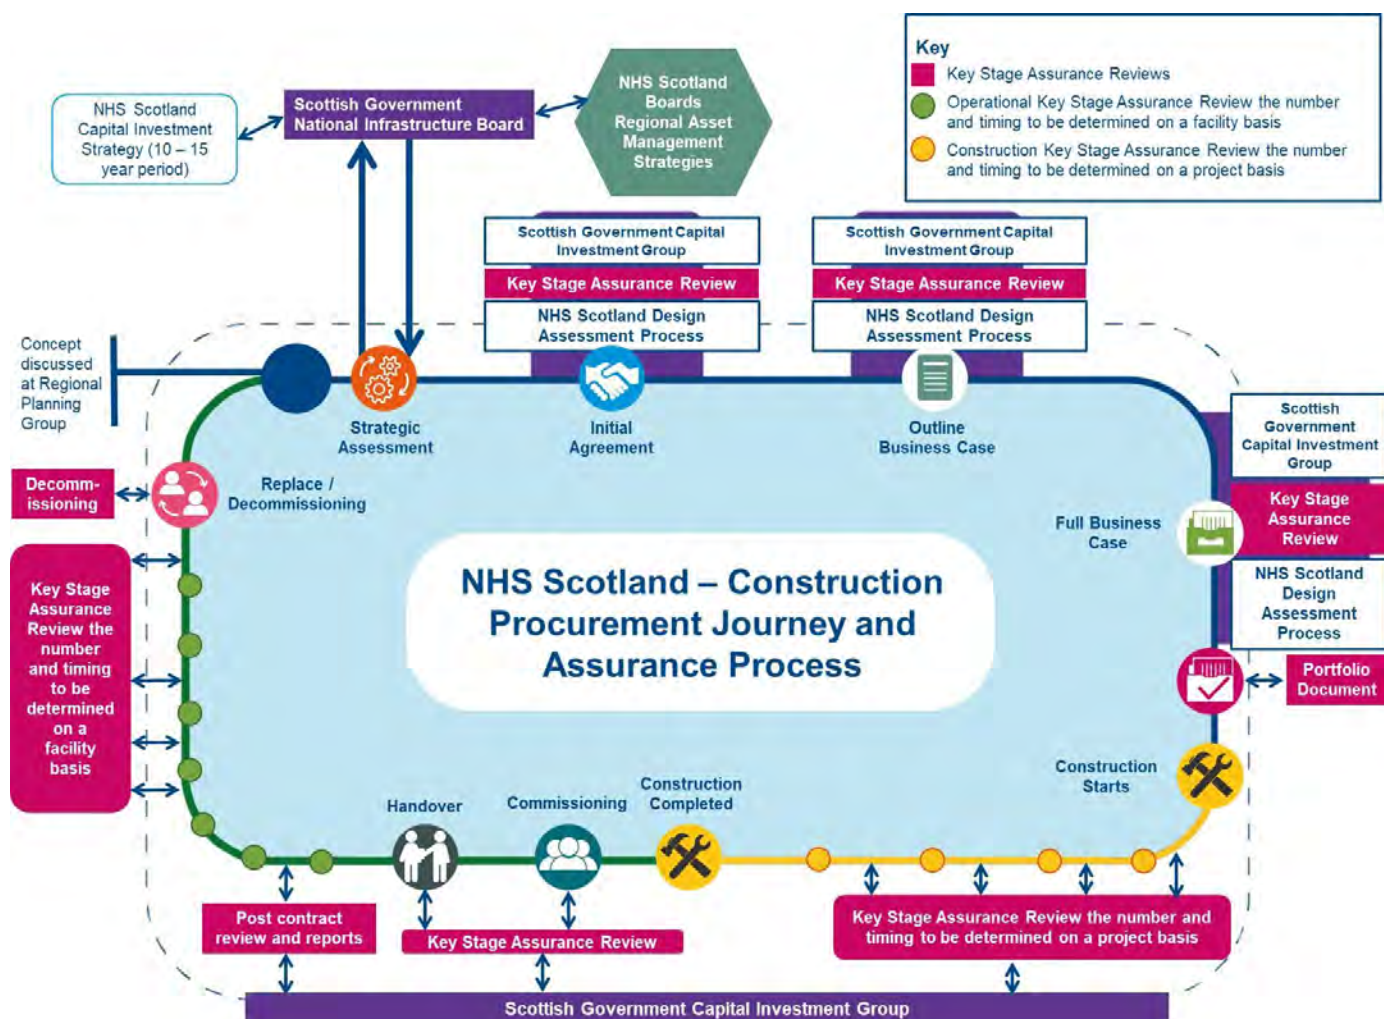 Key
Key Stage Assurance Reviews
Operational Key Stage Assurance Review the number
and timing to be determined on a facility basis
Construction Key Stage Assurance Review the number
and timing to be determined on a project basis
NHS Scotland
Capital Investment
Strategy (10 – 15
year period)
Scottish Government
National Infrastructure Board
NHS Scotland
Boards
Regional Asset
Management
Strategies
Scottish Government Capital
Investment Group
Key Stage Assurance Review
NHS Scotland Design
Assessment Process
Scottish Government Capital
Investment Group
Key Stage Assurance Review
NHS Scotland Design
Assessment Process
Concept
discussed
at Regional
Planning
Group
Strategic
Assessment
Initial
Agreement
Outline
Business Case
Scottish
Government
Capital Investment
Group
Key Stage
Assurance
Review
NHS Scotland
Design
Assessment
Process
Full Business
Case
Decomm-
issioning
Replace /
Decommissioning
NHS Scotland – Construction
Procurement Journey and
Assurance Process
Key Stage
Assurance
Review the
number
and timing
to be
determined
on a
facility
basis
Portfolio
Document
Construction
Starts
Construction
Completed
Commissioning
Handover
Post contract
review and reports
Key Stage Assurance Review
Key Stage Assurance Review the number and
timing to be determined on a project basis
Scottish Government Capital Investment Group